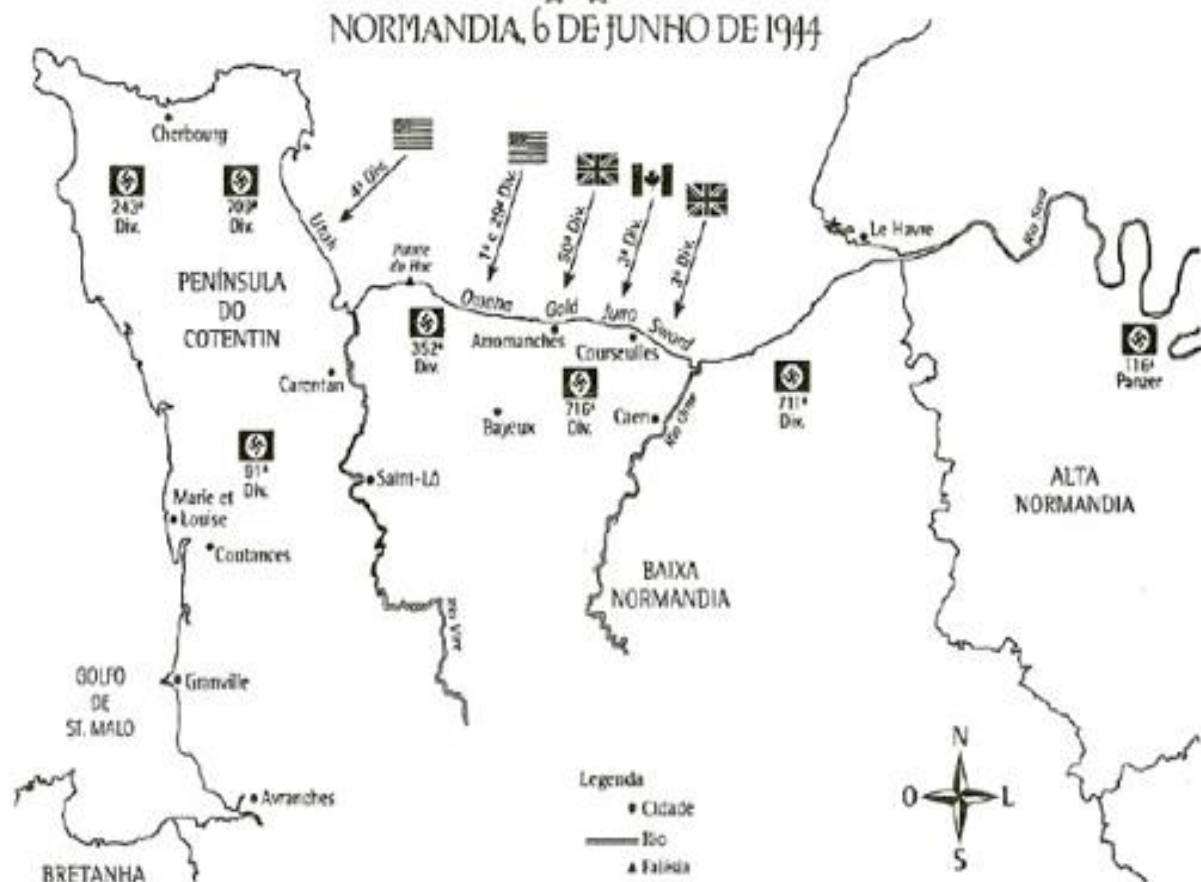 NORMANDIA, 6 DE JUNHO DE 1944
Cherbourg
243ª
Div.
709ª
Div.
4ª Div.
1ª e 29ª Div.
50ª Div.
3ª Div.
3ª Div.
Utah
Pointe
du Hoc
Omaha
Gold
Juno
Sword
Le Havre
Rio Sena
PENÍNSULA
DO
COTENTIN
352ª
Div.
Arromanches
Courseulles
Carentan
Bayeux
716ª
Div.
Caen
Rio Orne
711ª
Div.
116ª
Panzer
91ª
Div.
Saint-Lô
Marie et
Louise
Coutances
ALTA
NORMANDIA
BAIXA
NORMANDIA
Rio Vire
GOLFO
DE
ST. MALO
Granville
Avranches
BRETANHA
Legenda
Cidade
Rio
Falésia
N
O
L
S